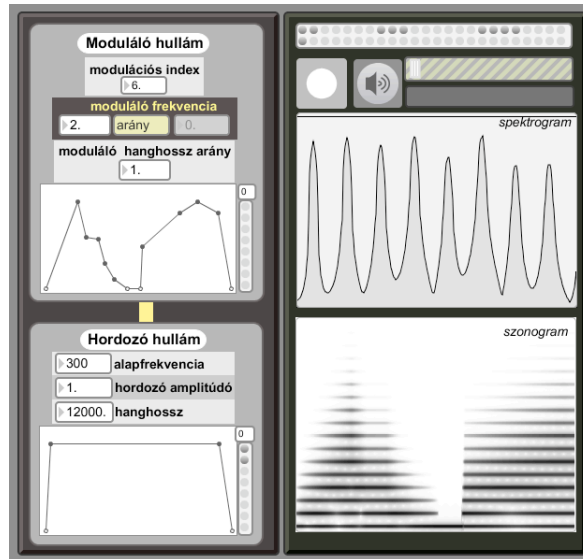 Moduláló hullám
modulációs index
6.
moduláló frekvencia
2. arány 0.
moduláló hanghossz arány
1.
0
Hordozó hullám
300 alapfrekvencia
1. hordozó amplitúdó
12000. hanghossz
0
spektrogram
szonogram